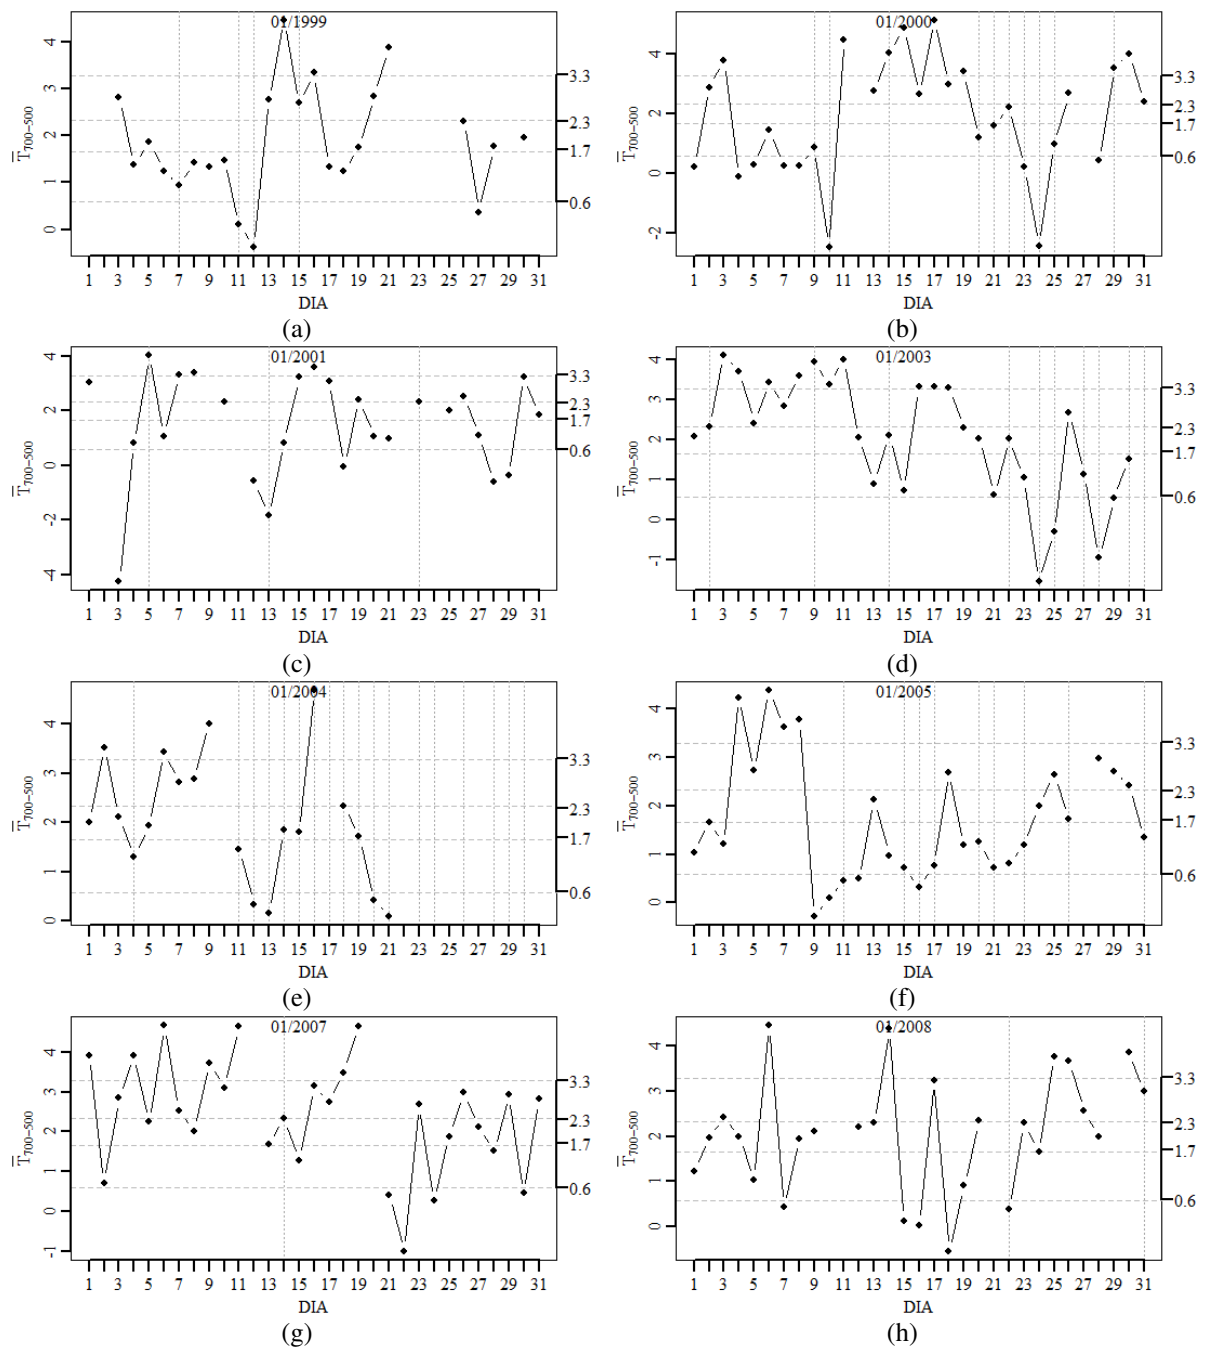 01/1999
T̅700−500
4
2
1
0
3.3
2.3
1.7
0.6
1 3 5 7 9 11 13 15 17 19 21 23 25 27 29 31
DIA
(a)
01/2000
T̅700−500
4
2
0
-2
3.3
2.3
1.7
0.6
1 3 5 7 9 11 13 15 17 19 21 23 25 27 29 31
DIA
(b)
01/2001
T̅700−500
4
2
0
-2
-4
3.3
2.3
1.7
0.6
1 3 5 7 9 11 13 15 17 19 21 23 25 27 29 31
DIA
(c)
01/2003
T̅700−500
4
3
2
1
0
-1
3.3
2.3
1.7
0.6
1 3 5 7 9 11 13 15 17 19 21 23 25 27 29 31
DIA
(d)
01/2004
T̅700−500
4
3
2
1
0
3.3
2.3
1.7
0.6
1 3 5 7 9 11 13 15 17 19 21 23 25 27 29 31
DIA
(e)
01/2005
T̅700−500
4
3
2
1
0
3.3
2.3
1.7
0.6
1 3 5 7 9 11 13 15 17 19 21 23 25 27 29 31
DIA
(f)
01/2007
T̅700−500
4
3
2
1
0
-1
3.3
2.3
1.7
0.6
1 3 5 7 9 11 13 15 17 19 21 23 25 27 29 31
DIA
(g)
01/2008
T̅700−500
4
3
2
1
0
3.3
2.3
1.7
0.6
1 3 5 7 9 11 13 15 17 19 21 23 25 27 29 31
DIA
(h)